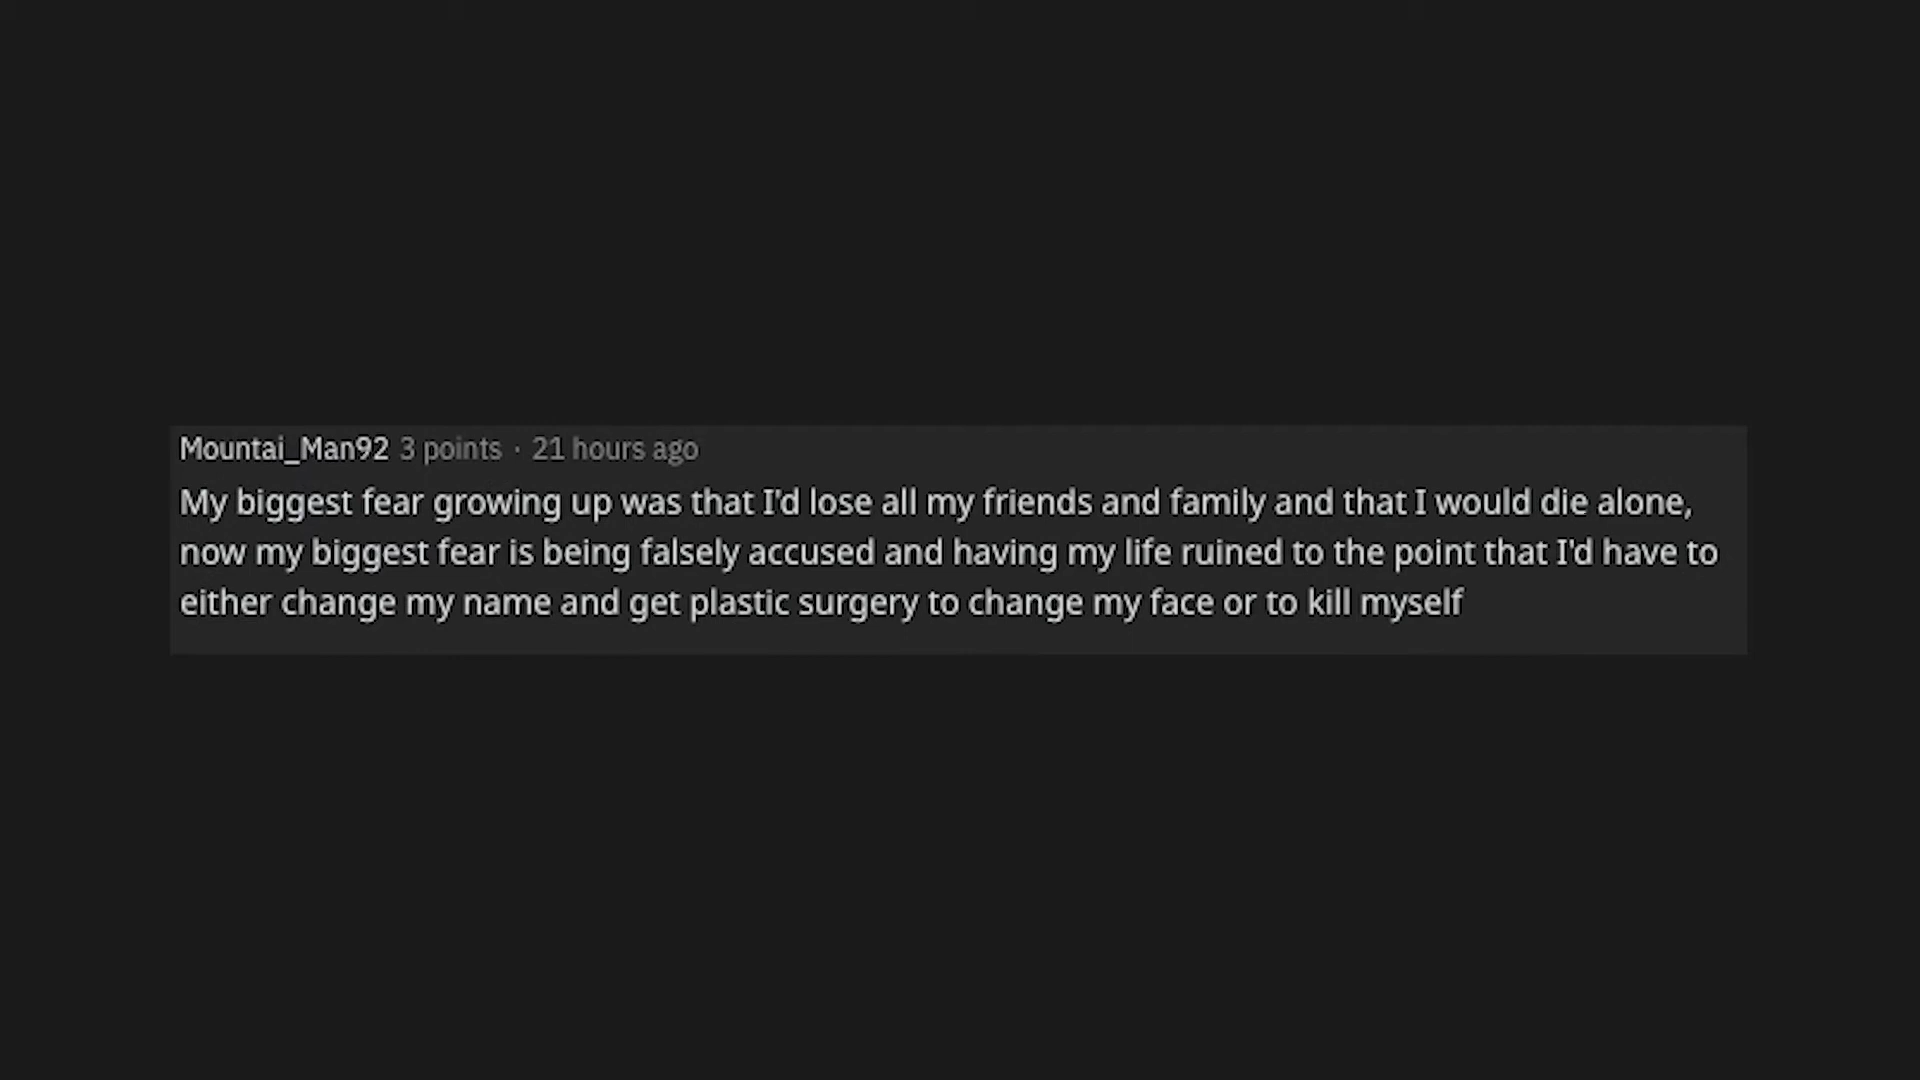 Mountai_Man92 3 points · 21 hours ago
My biggest fear growing up was that I'd lose all my friends and family and that I would die alone,
now my biggest fear is being falsely accused and having my life ruined to the point that I'd have to
either change my name and get plastic surgery to change my face or to kill myself